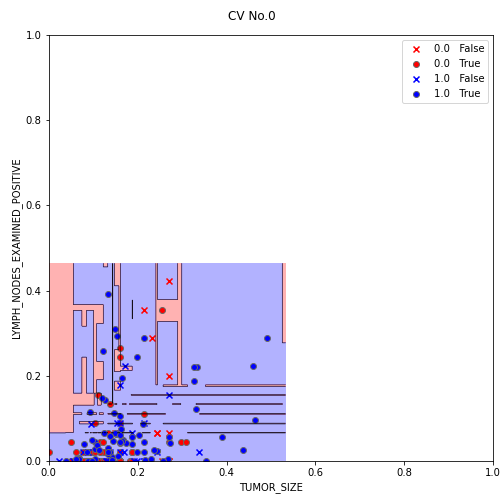 CV No.0
1.0
0.8
0.6
0.4
0.2
0.0
LYMPH_NODES_EXAMINED_POSITIVE
0.0 False
0.0 True
1.0 False
1.0 True
0.0 0.2 0.4 0.6 0.8 1.0
TUMOR_SIZE